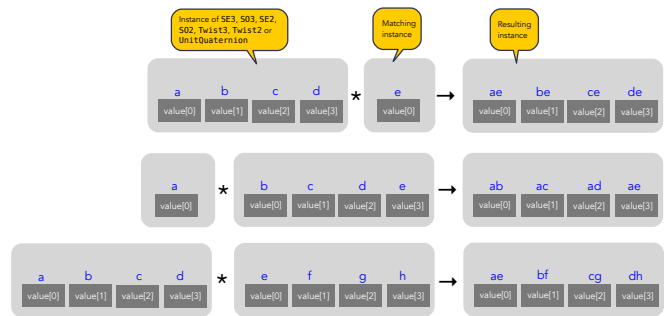 Instance of SE3, SO3, SE2,
SO2, Twist3, Twist2 or
UnitQuaternion
Matching
instance
Resulting
instance
a b c d * e → ae be ce de
value[0] value[1] value[2] value[3] value[0] value[0] value[1] value[2] value[3]
a * b c d e → ab ac ad ae
value[0] value[0] value[1] value[2] value[3] value[0] value[1] value[2] value[3]
a b c d * e f g h → ae bf cg dh
value[0] value[1] value[2] value[3] value[0] value[1] value[2] value[3] value[0] value[1] value[2] value[3]